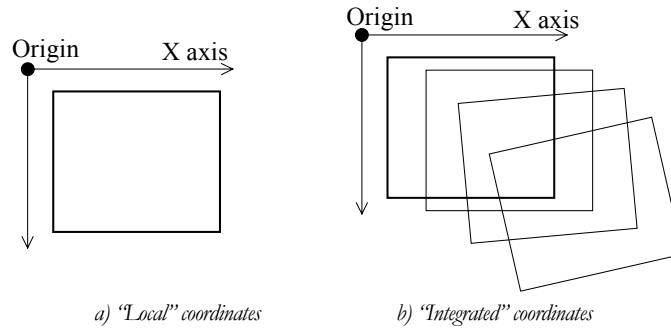 Origin
X axis
a) “Local” coordinates
Origin
X axis
b) “Integrated” coordinates